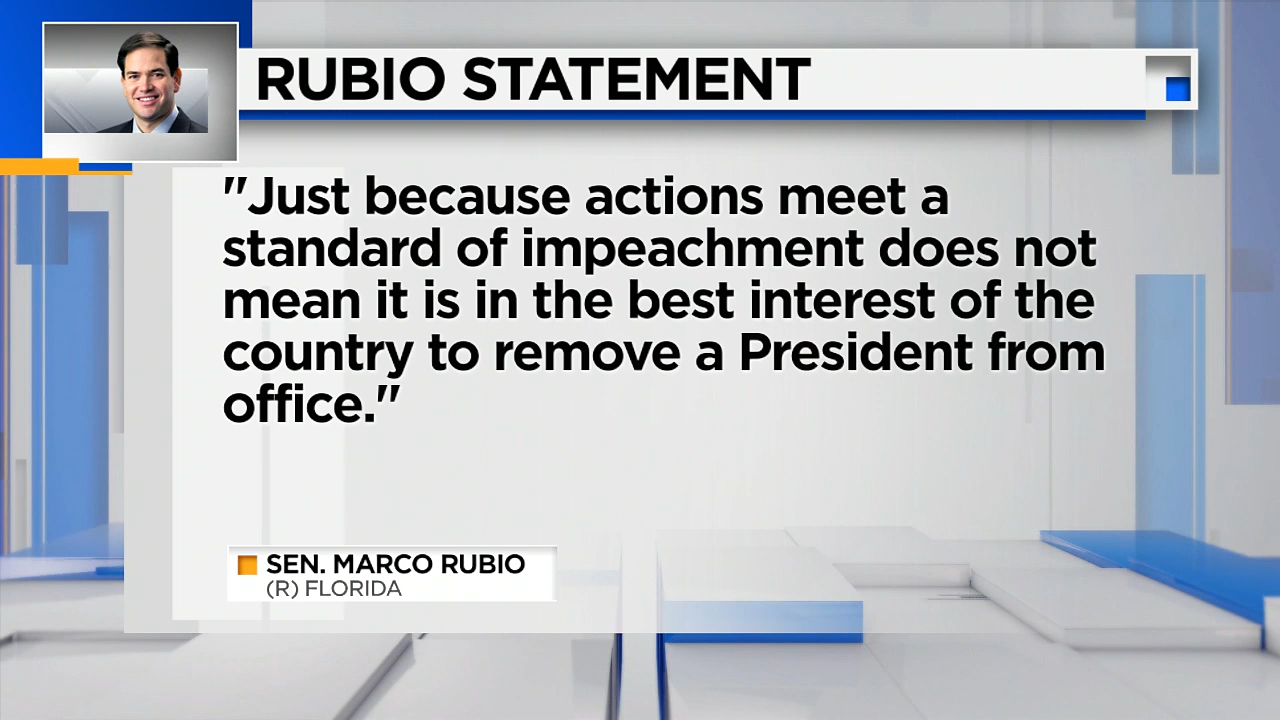 RUBIO STATEMENT
"Just because actions meet a
standard of impeachment does not
mean it is in the best interest of the
country to remove a President from
office."
SEN. MARCO RUBIO
(R) FLORIDA